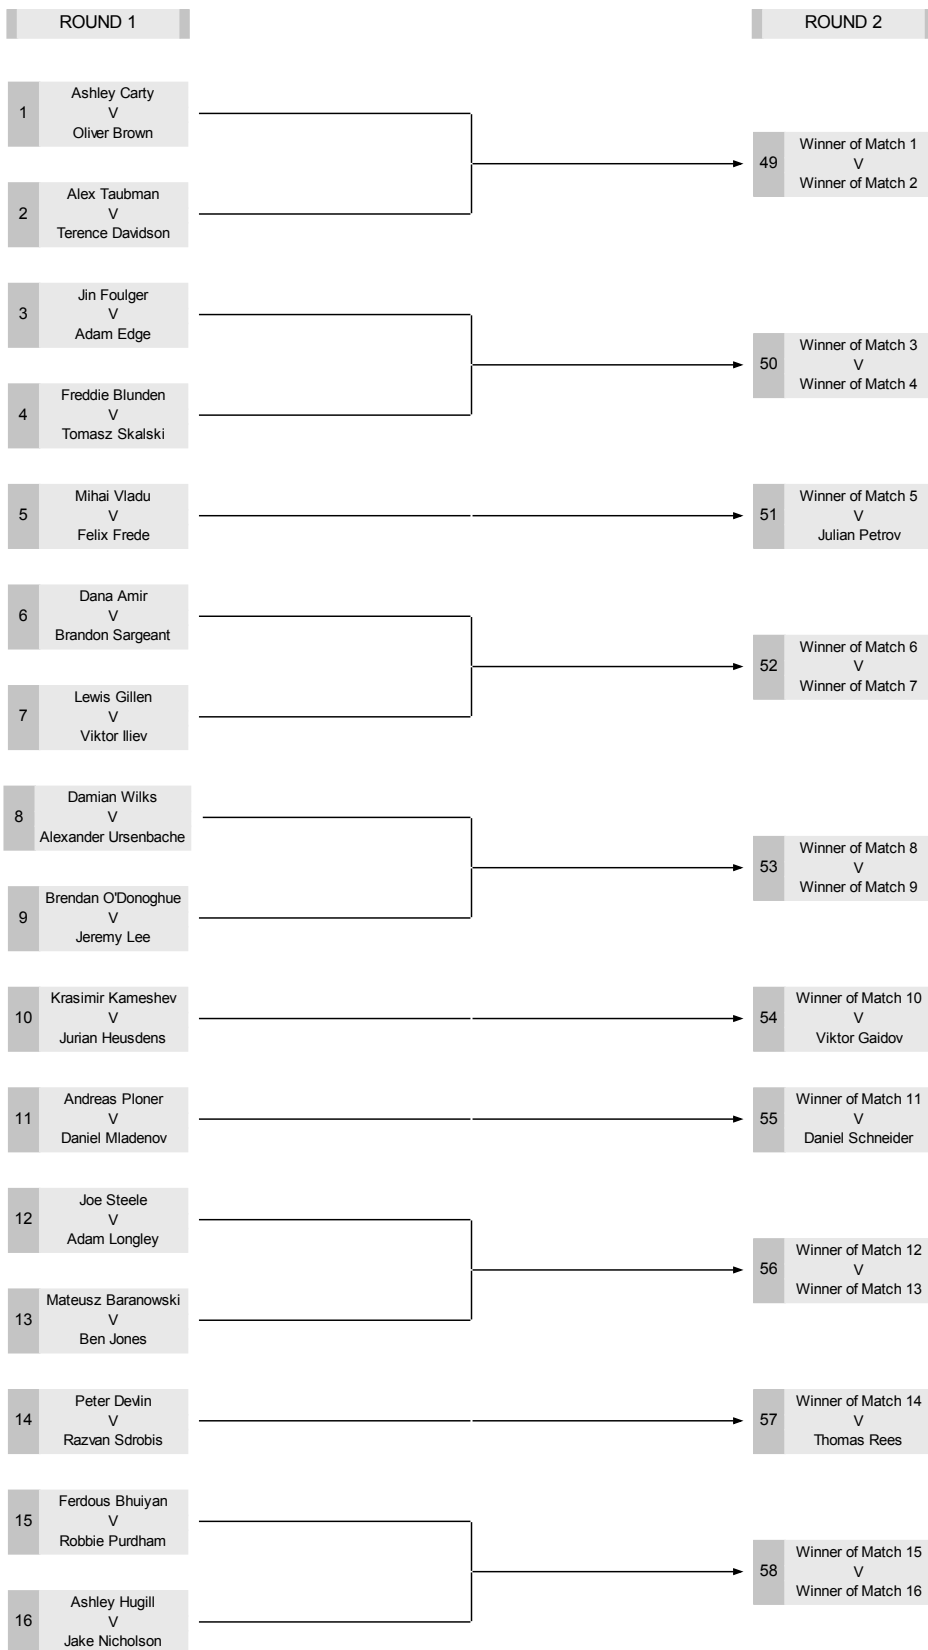 ROUND 1
ROUND 2
1
Ashley Carty
V
Oliver Brown
2
Alex Taubman
V
Terence Davidson
49
Winner of Match 1
V
Winner of Match 2
3
Jin Foulger
V
Adam Edge
4
Freddie Blunden
V
Tomasz Skalski
50
Winner of Match 3
V
Winner of Match 4
5
Mihai Vladu
V
Felix Frede
51
Winner of Match 5
V
Julian Petrov
6
Dana Amir
V
Brandon Sargeant
7
Lewis Gillen
V
Viktor Iliev
52
Winner of Match 6
V
Winner of Match 7
8
Damian Wilks
V
Alexander Ursenbache
9
Brendan O'Donoghue
V
Jeremy Lee
53
Winner of Match 8
V
Winner of Match 9
10
Krasimir Kameshev
V
Jurian Heusdens
54
Winner of Match 10
V
Viktor Gaidov
11
Andreas Ploner
V
Daniel Mladenov
55
Winner of Match 11
V
Daniel Schneider
12
Joe Steele
V
Adam Longley
13
Mateusz Baranowski
V
Ben Jones
56
Winner of Match 12
V
Winner of Match 13
14
Peter Devlin
V
Razvan Sdrobis
57
Winner of Match 14
V
Thomas Rees
15
Ferdous Bhuiyan
V
Robbie Purdham
16
Ashley Hugill
V
Jake Nicholson
58
Winner of Match 15
V
Winner of Match 16